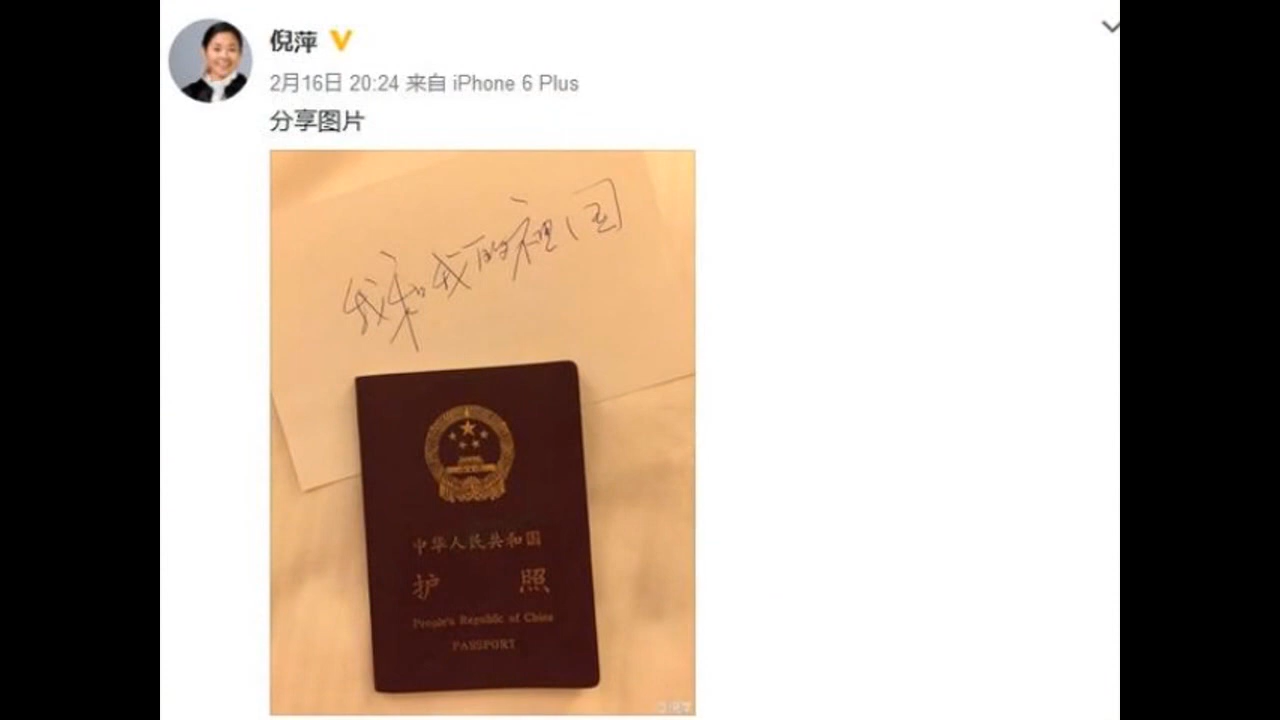 倪萍
2月16日 20:24 来自 iPhone 6 Plus
分享图片
我和我的祖国
中华人民共和国
护 照
People's Republic of China
PASSPORT